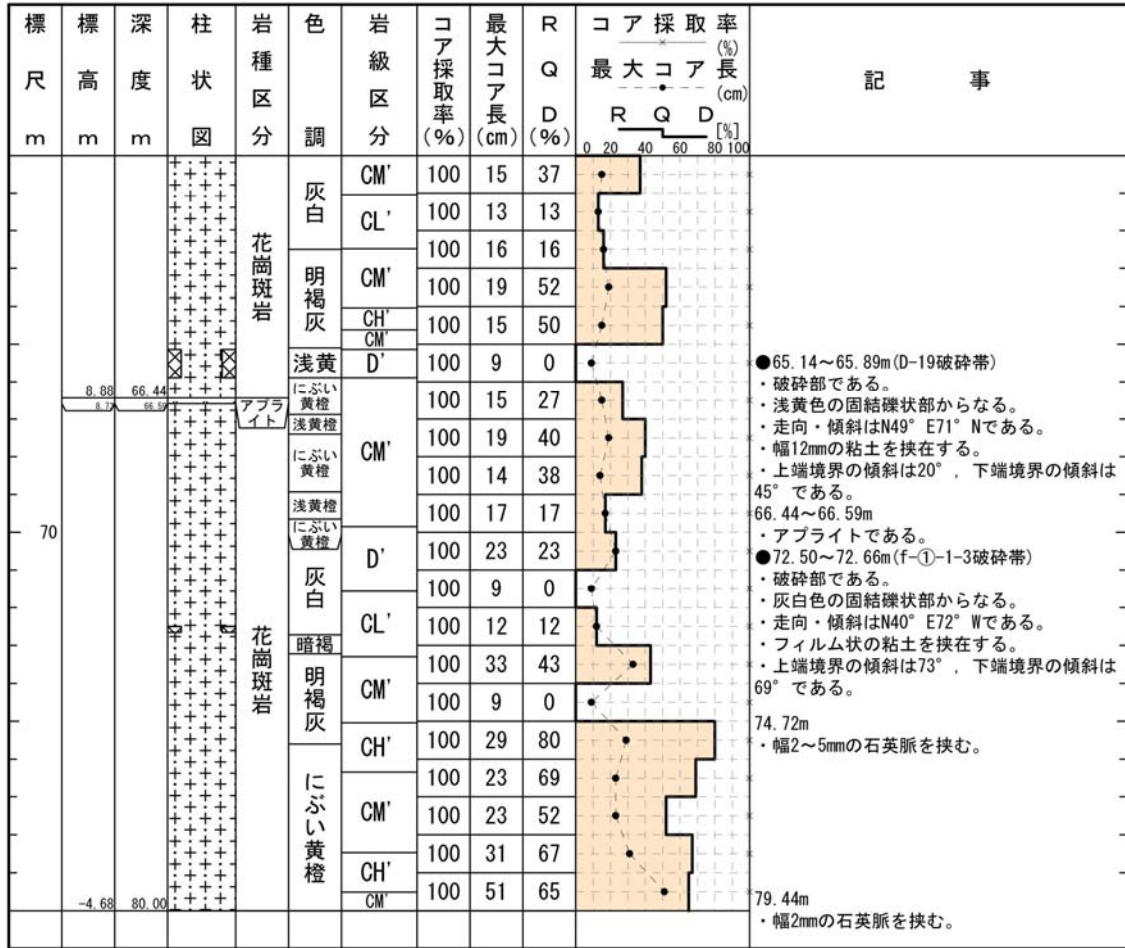 標尺 m
標高 m
深度 m
柱状図
岩種区分
色調
岩級区分
コア採取率(%)
最大コア長(cm)
RQD(%)
コア採取率
(%)
最大コア長
(cm)
RQD
[%]
0 20 40 60 80 100
記事
花崗斑岩
アプライト
花崗斑岩
灰白
明褐灰
浅黄
にぶい黄橙
浅黄橙
にぶい黄橙
浅黄橙
にぶい黄橙
灰白
暗褐
明褐灰
にぶい黄橙
CM'
CL'
CM'
CH'
CM'
D'
CM'
D'
CL'
CM'
CH'
CM'
CH'
CM'
100 15 37
100 13 13
100 16 16
100 19 52
100 15 50
100 9 0
100 15 27
100 19 40
100 14 38
100 17 17
100 23 23
100 9 0
100 12 12
100 33 43
100 9 0
100 29 80
100 23 69
100 23 52
100 31 67
100 51 65
8.88 66.44
8.73 66.59
70
-4.68 80.00
●65.14～65.89m(D-19破砕帯)
・破砕部である。
・浅黄色の固結礫状部からなる。
・走向・傾斜はN49°E71°Nである。
・幅12mmの粘土を挟在する。
・上端境界の傾斜は20°，下端境界の傾斜は
45°である。
66.44～66.59m
・アプライトである。
●72.50～72.66m(f-①-1-3破砕帯)
・破砕部である。
・灰白色の固結礫状部からなる。
・走向・傾斜はN40°E72°Wである。
・フィルム状の粘土を挟在する。
・上端境界の傾斜は73°，下端境界の傾斜は
69°である。
74.72m
・幅2～5mmの石英脈を挟む。
79.44m
・幅2mmの石英脈を挟む。